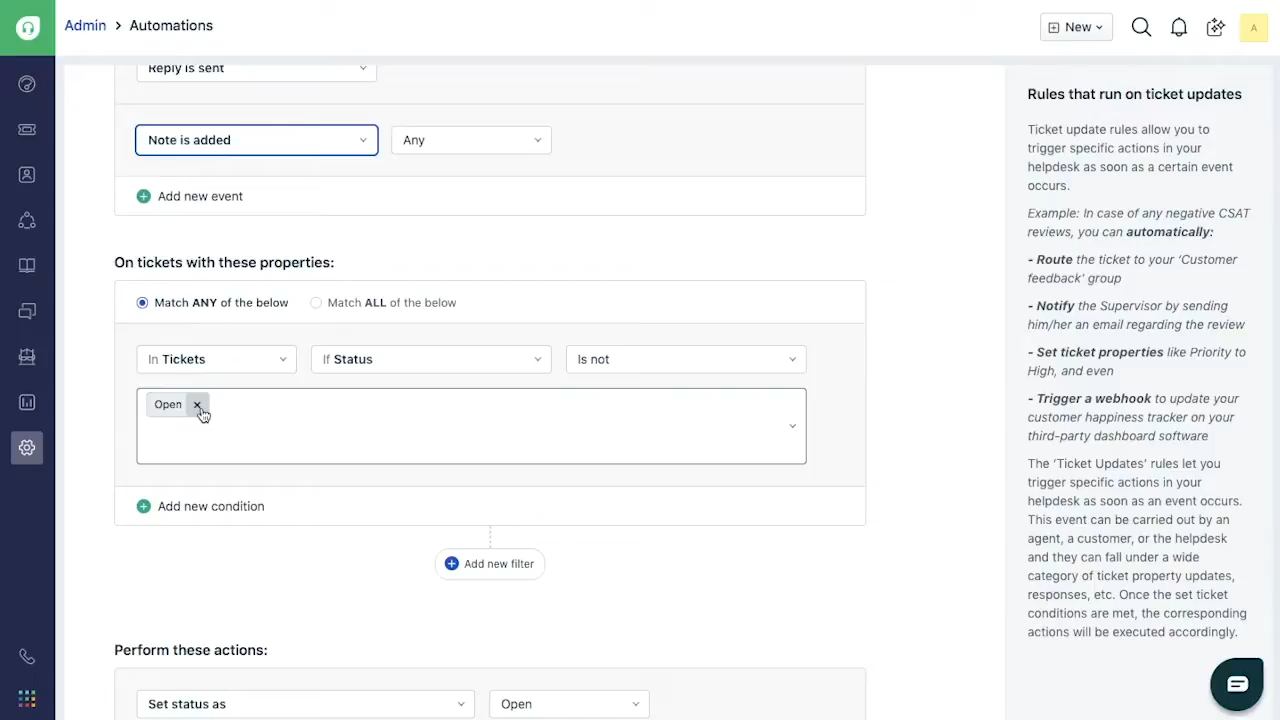 Admin > Automations
New
A
Reply is sent
Note is added
Any
Add new event
On tickets with these properties:
Match ANY of the below
Match ALL of the below
In Tickets
If Status
Is not
Open ×
Add new condition
Add new filter
Perform these actions:
Set status as
Open
Rules that run on ticket updates
Ticket update rules allow you to
trigger specific actions in your
helpdesk as soon as a certain event
occurs.
Example: In case of any negative CSAT
reviews, you can automatically:
- Route the ticket to your ‘Customer
feedback’ group
- Notify the Supervisor by sending
him/her an email regarding the review
- Set ticket properties like Priority to
High, and even
- Trigger a webhook to update your
customer happiness tracker on your
third-party dashboard software
The ‘Ticket Updates’ rules let you
trigger specific actions in your
helpdesk as soon as an event occurs.
This event can be carried out by an
agent, a customer, or the helpdesk
and they can fall under a wide
category of ticket property updates,
responses, etc. Once the set ticket
conditions are met, the corresponding
actions will be executed accordingly.